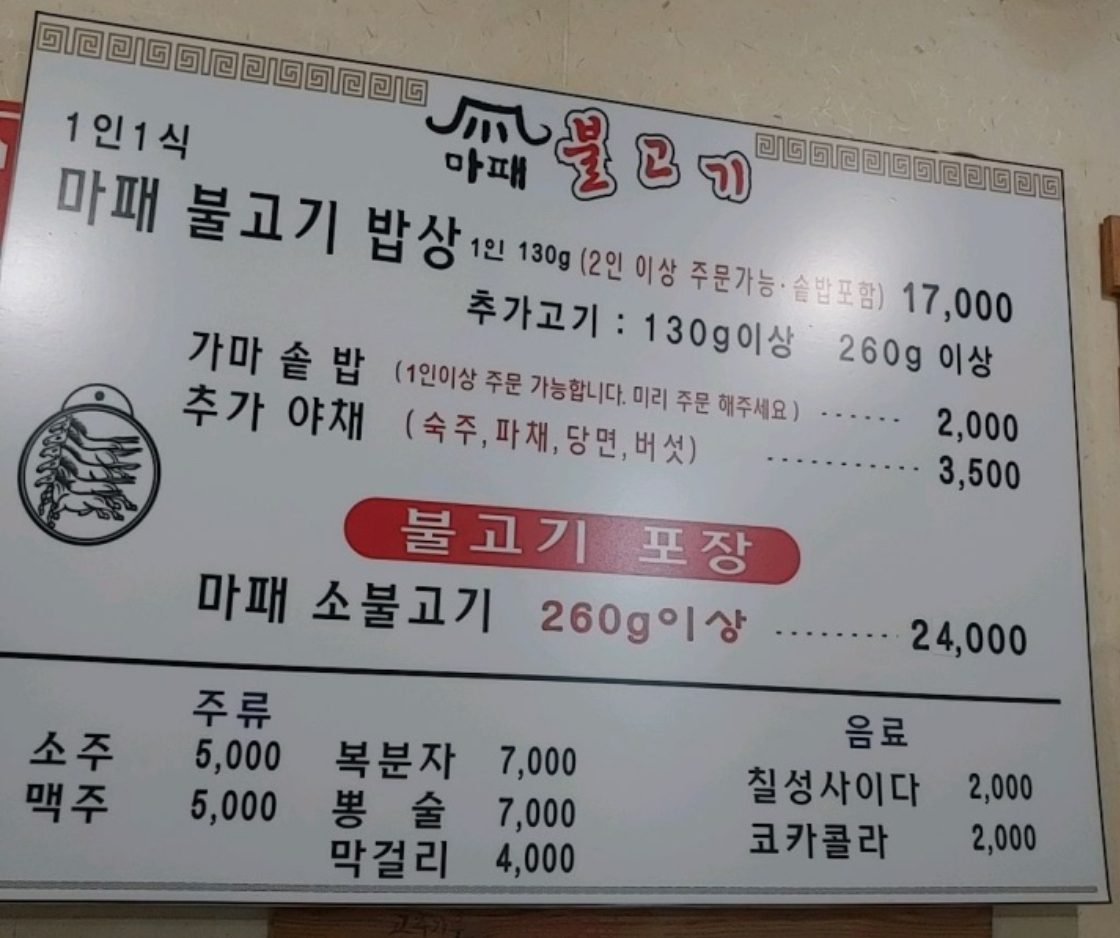 마패 불고기
1인1식
마패 불고기 밥상 1인 130g (2인 이상 주문가능·솥밥포함) 17,000
추가고기 : 130g이상 260g 이상
가마 솥 밥 (1인이상 주문 가능합니다. 미리 주문 해주세요) ------ 2,000
추가 야채 (숙주,파채,당면,버섯) ----------- 3,500
불고기 포장
마패 소불고기 260g이상 --------- 24,000
주류
소주 5,000 복분자 7,000
맥주 5,000 뽕 술 7,000
막걸리 4,000
음료
칠성사이다 2,000
코카콜라 2,000